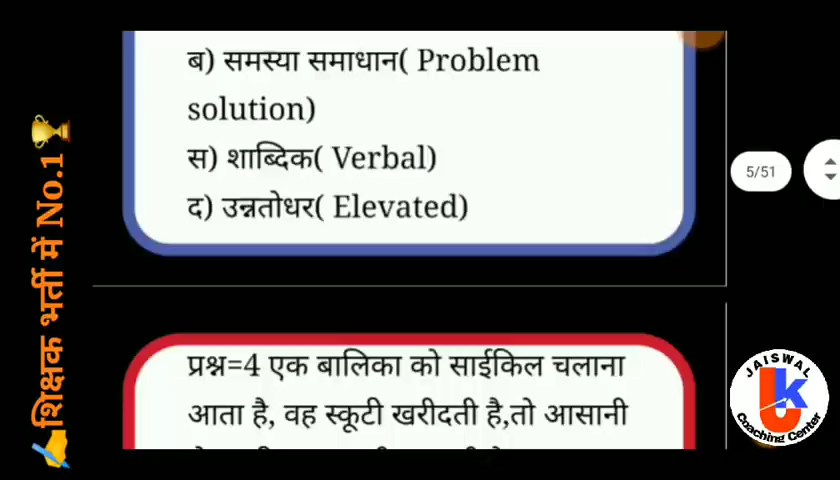 ब) समस्या समाधान( Problem
solution)
स) शाब्दिक( Verbal)
द) उन्नतोधर( Elevated)
5/51
✍️शिक्षक भर्ती में No.1🏆
प्रश्न=4 एक बालिका को साईकिल चलाना
आता है, वह स्कूटी खरीदती है,तो आसानी
JAISWAL
JK
Coaching Center